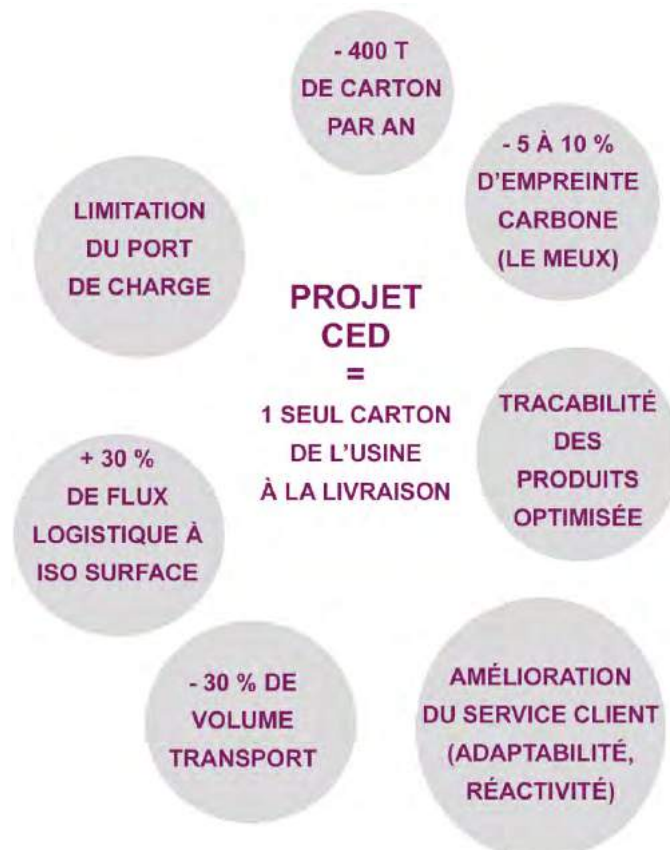 - 400 T
DE CARTON
PAR AN
- 5 À 10 %
D'EMPREINTE
CARBONE
(LE MEUX)
LIMITATION
DU PORT
DE CHARGE
PROJET
CED
=
1 SEUL CARTON
DE L'USINE
À LA LIVRAISON
TRACABILITÉ
DES
PRODUITS
OPTIMISÉE
+ 30 %
DE FLUX
LOGISTIQUE À
ISO SURFACE
- 30 % DE
VOLUME
TRANSPORT
AMÉLIORATION
DU SERVICE CLIENT
(ADAPTABILITÉ,
RÉACTIVITÉ)